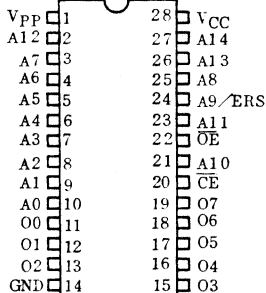 VPP 1 28 VCC
A12 2 27 A14
A7 3 26 A13
A6 4 25 A8
A5 5 24 A9/ERS
A4 6 23 A11
A3 7 22 OE
A2 8 21 A10
A1 9 20 CE
A0 10 19 O7
O0 11 18 O6
O1 12 17 O5
O2 13 16 O4
GND 14 15 O3